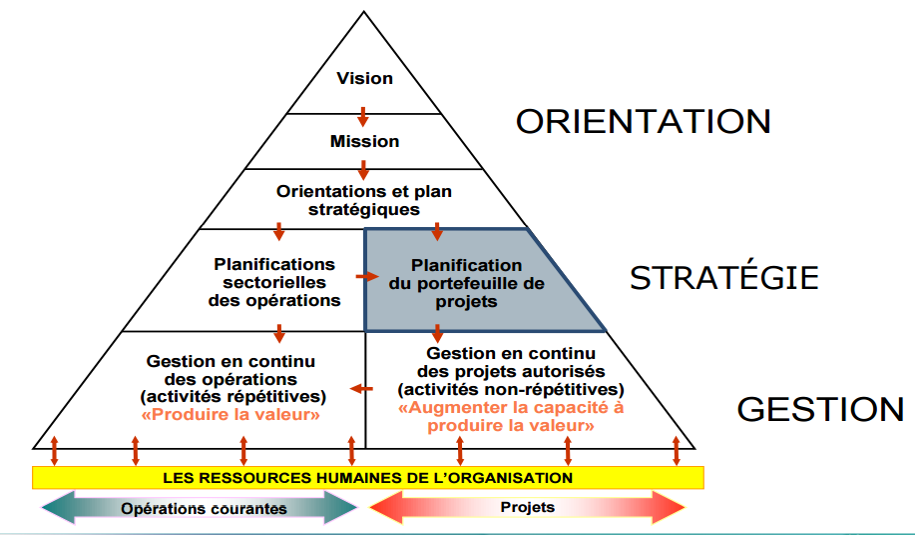 Vision
ORIENTATION
Mission
Orientations et plan
stratégiques
Planifications
sectorielles
des opérations
Planification
du portefeuille de
projets
STRATÉGIE
Gestion en continu
des opérations
(activités répétitives)
«Produire la valeur»
Gestion en continu
des projets autorisés
(activités non-répétitives)
«Augmenter la capacité à
produire la valeur»
GESTION
LES RESSOURCES HUMAINES DE L'ORGANISATION
Opérations courantes
Projets